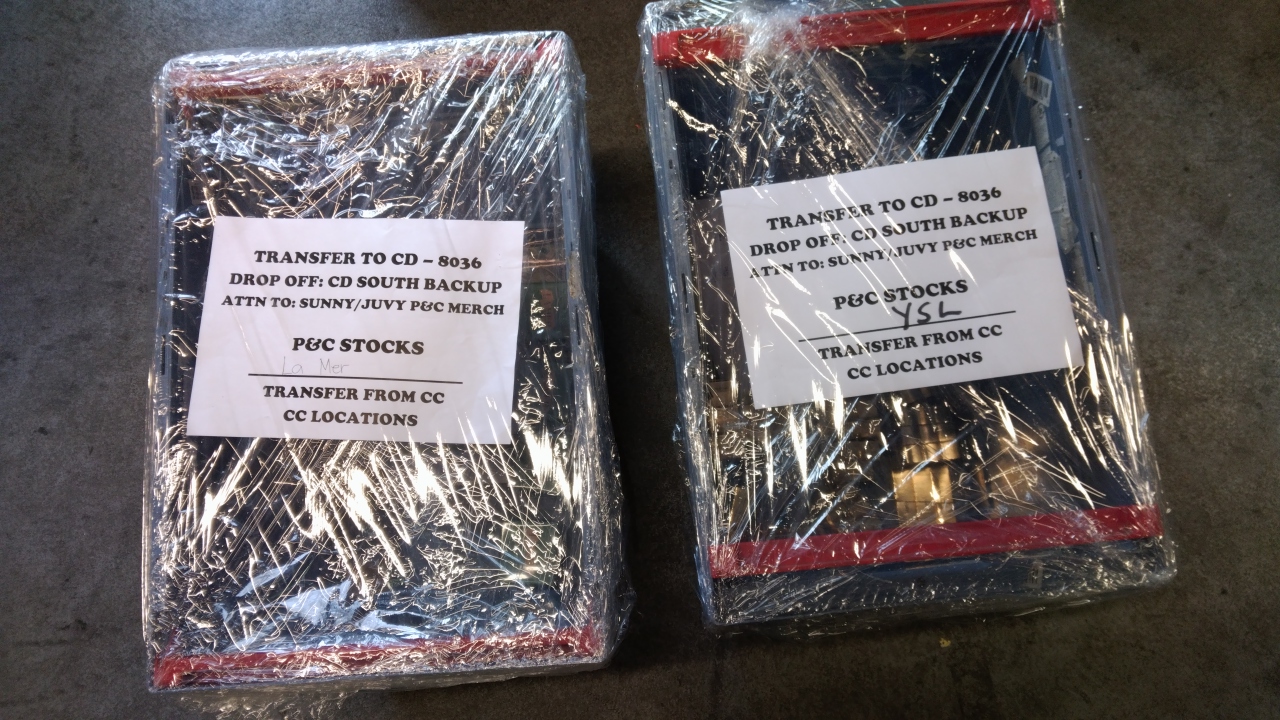 TRANSFER TO CD – 8036
DROP OFF: CD SOUTH BACKUP
ATTN TO: SUNNY/JUVY P&C MERCH
P&C STOCKS
La Mer
TRANSFER FROM CC
CC LOCATIONS
TRANSFER TO CD – 8036
DROP OFF: CD SOUTH BACKUP
ATTN TO: SUNNY/JUVY P&C MERCH
P&C STOCKS
YSL
TRANSFER FROM CC
CC LOCATIONS